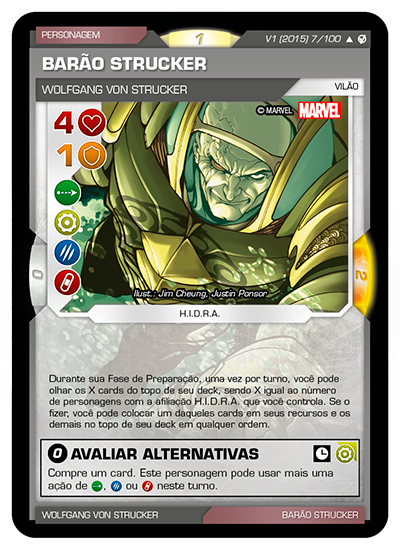 PERSONAGEM
1
V1 (2015) 7/100
BARÃO STRUCKER
WOLFGANG VON STRUCKER
VILÃO
© MARVEL MARVEL
4
1
0
2
Ilust.: Jim Cheung, Justin Ponsor
H.I.D.R.A.
Durante sua Fase de Preparação, uma vez por turno, você pode
olhar os X cards do topo de seu deck, sendo X igual ao número
de personagens com a afiliação H.I.D.R.A. que você controla. Se o
fizer, você pode colocar um daqueles cards em seus recursos e os
demais no topo de seu deck em qualquer ordem.
0 AVALIAR ALTERNATIVAS
Compre um card. Este personagem pode usar mais uma
ação de , ou neste turno.
WOLFGANG VON STRUCKER
BARÃO STRUCKER